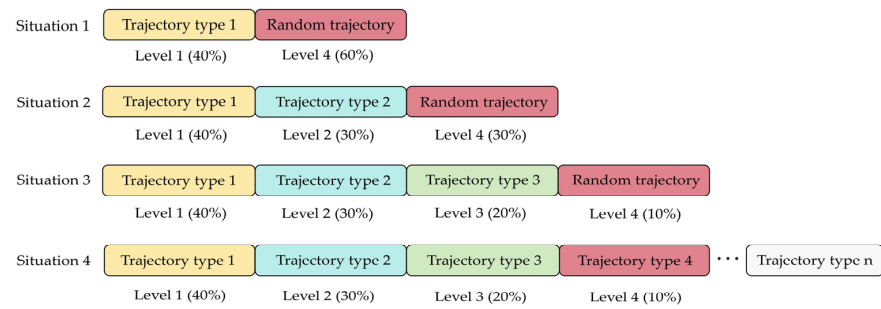 Situation 1 Trajectory type 1 Random trajectory
Level 1 (40%) Level 4 (60%)
Situation 2 Trajectory type 1 Trajectory type 2 Random trajectory
Level 1 (40%) Level 2 (30%) Level 4 (30%)
Situation 3 Trajectory type 1 Trajectory type 2 Trajectory type 3 Random trajectory
Level 1 (40%) Level 2 (30%) Level 3 (20%) Level 4 (10%)
Situation 4 Trajectory type 1 Trajectory type 2 Trajectory type 3 Trajectory type 4 ··· Trajectory type n
Level 1 (40%) Level 2 (30%) Level 3 (20%) Level 4 (10%)